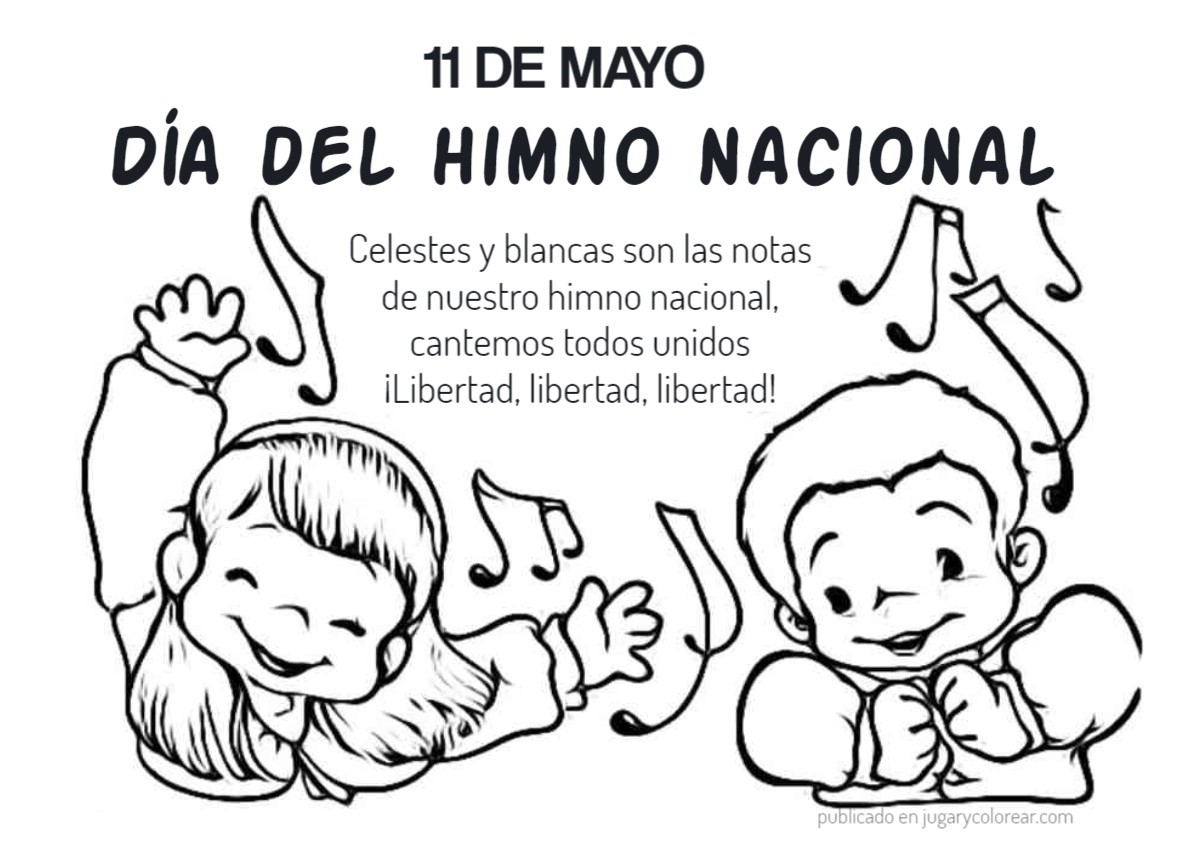 11 DE MAYO
DÍA DEL HIMNO NACIONAL
Celestes y blancas son las notas
de nuestro himno nacional,
cantemos todos unidos
¡Libertad, libertad, libertad!
publicado en jugarycolorear.com